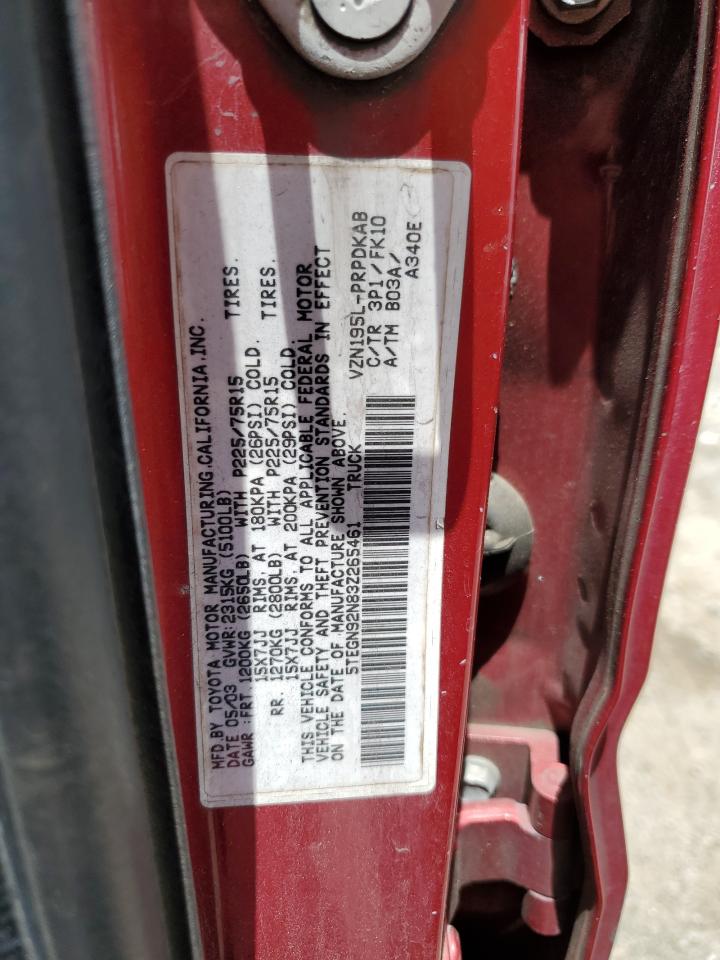 MFD.BY TOYOTA MOTOR MANUFACTURING.CALIFORNIA.INC.
DATE 05/03 GVWR:2315KG (5100LB)
GAWR :FRT. 1200KG (2650LB) WITH P225/75R15 TIRES.
15X7JJ RIMS, AT 180KPA (26PSI) COLD.
RR. 1270KG (2800LB) WITH P225/75R15 TIRES.
15X7JJ RIMS, AT 200KPA (29PSI) COLD.
THIS VEHICLE CONFORMS TO ALL APPLICABLE FEDERAL MOTOR
VEHICLE SAFETY AND THEFT PREVENTION STANDARDS IN EFFECT
ON THE DATE OF MANUFACTURE SHOWN ABOVE.
5TEGN92N83Z265461 TRUCK
VZN195L-PRPDKAB
C/TR 3P1/FK10
A/TM B03A/
A340E